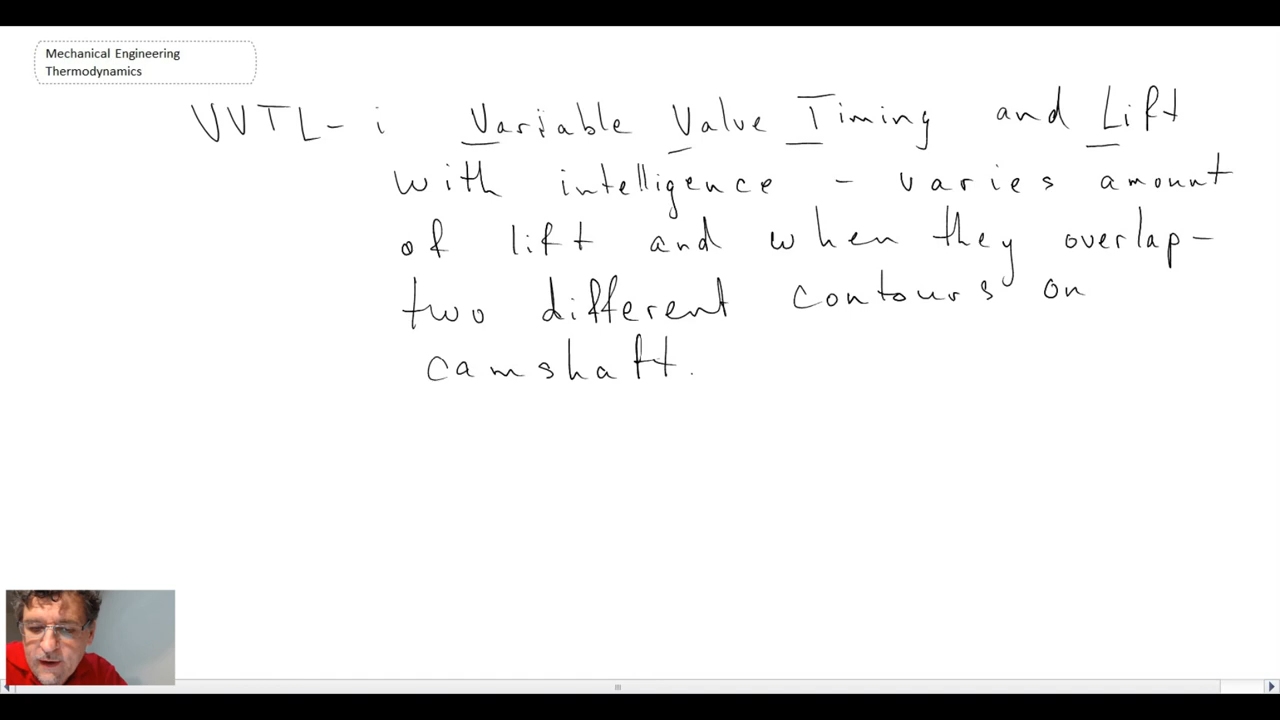 Mechanical Engineering
Thermodynamics
VVTL-i Variable Valve Timing and Lift
with intelligence - varies amount
of lift and when they overlap-
two different contours on
camshaft.